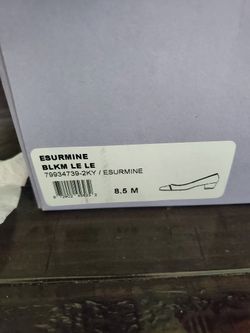 ESURMINE
BLKM LE LE
79934739-2KY / ESURMINE
8.5 M